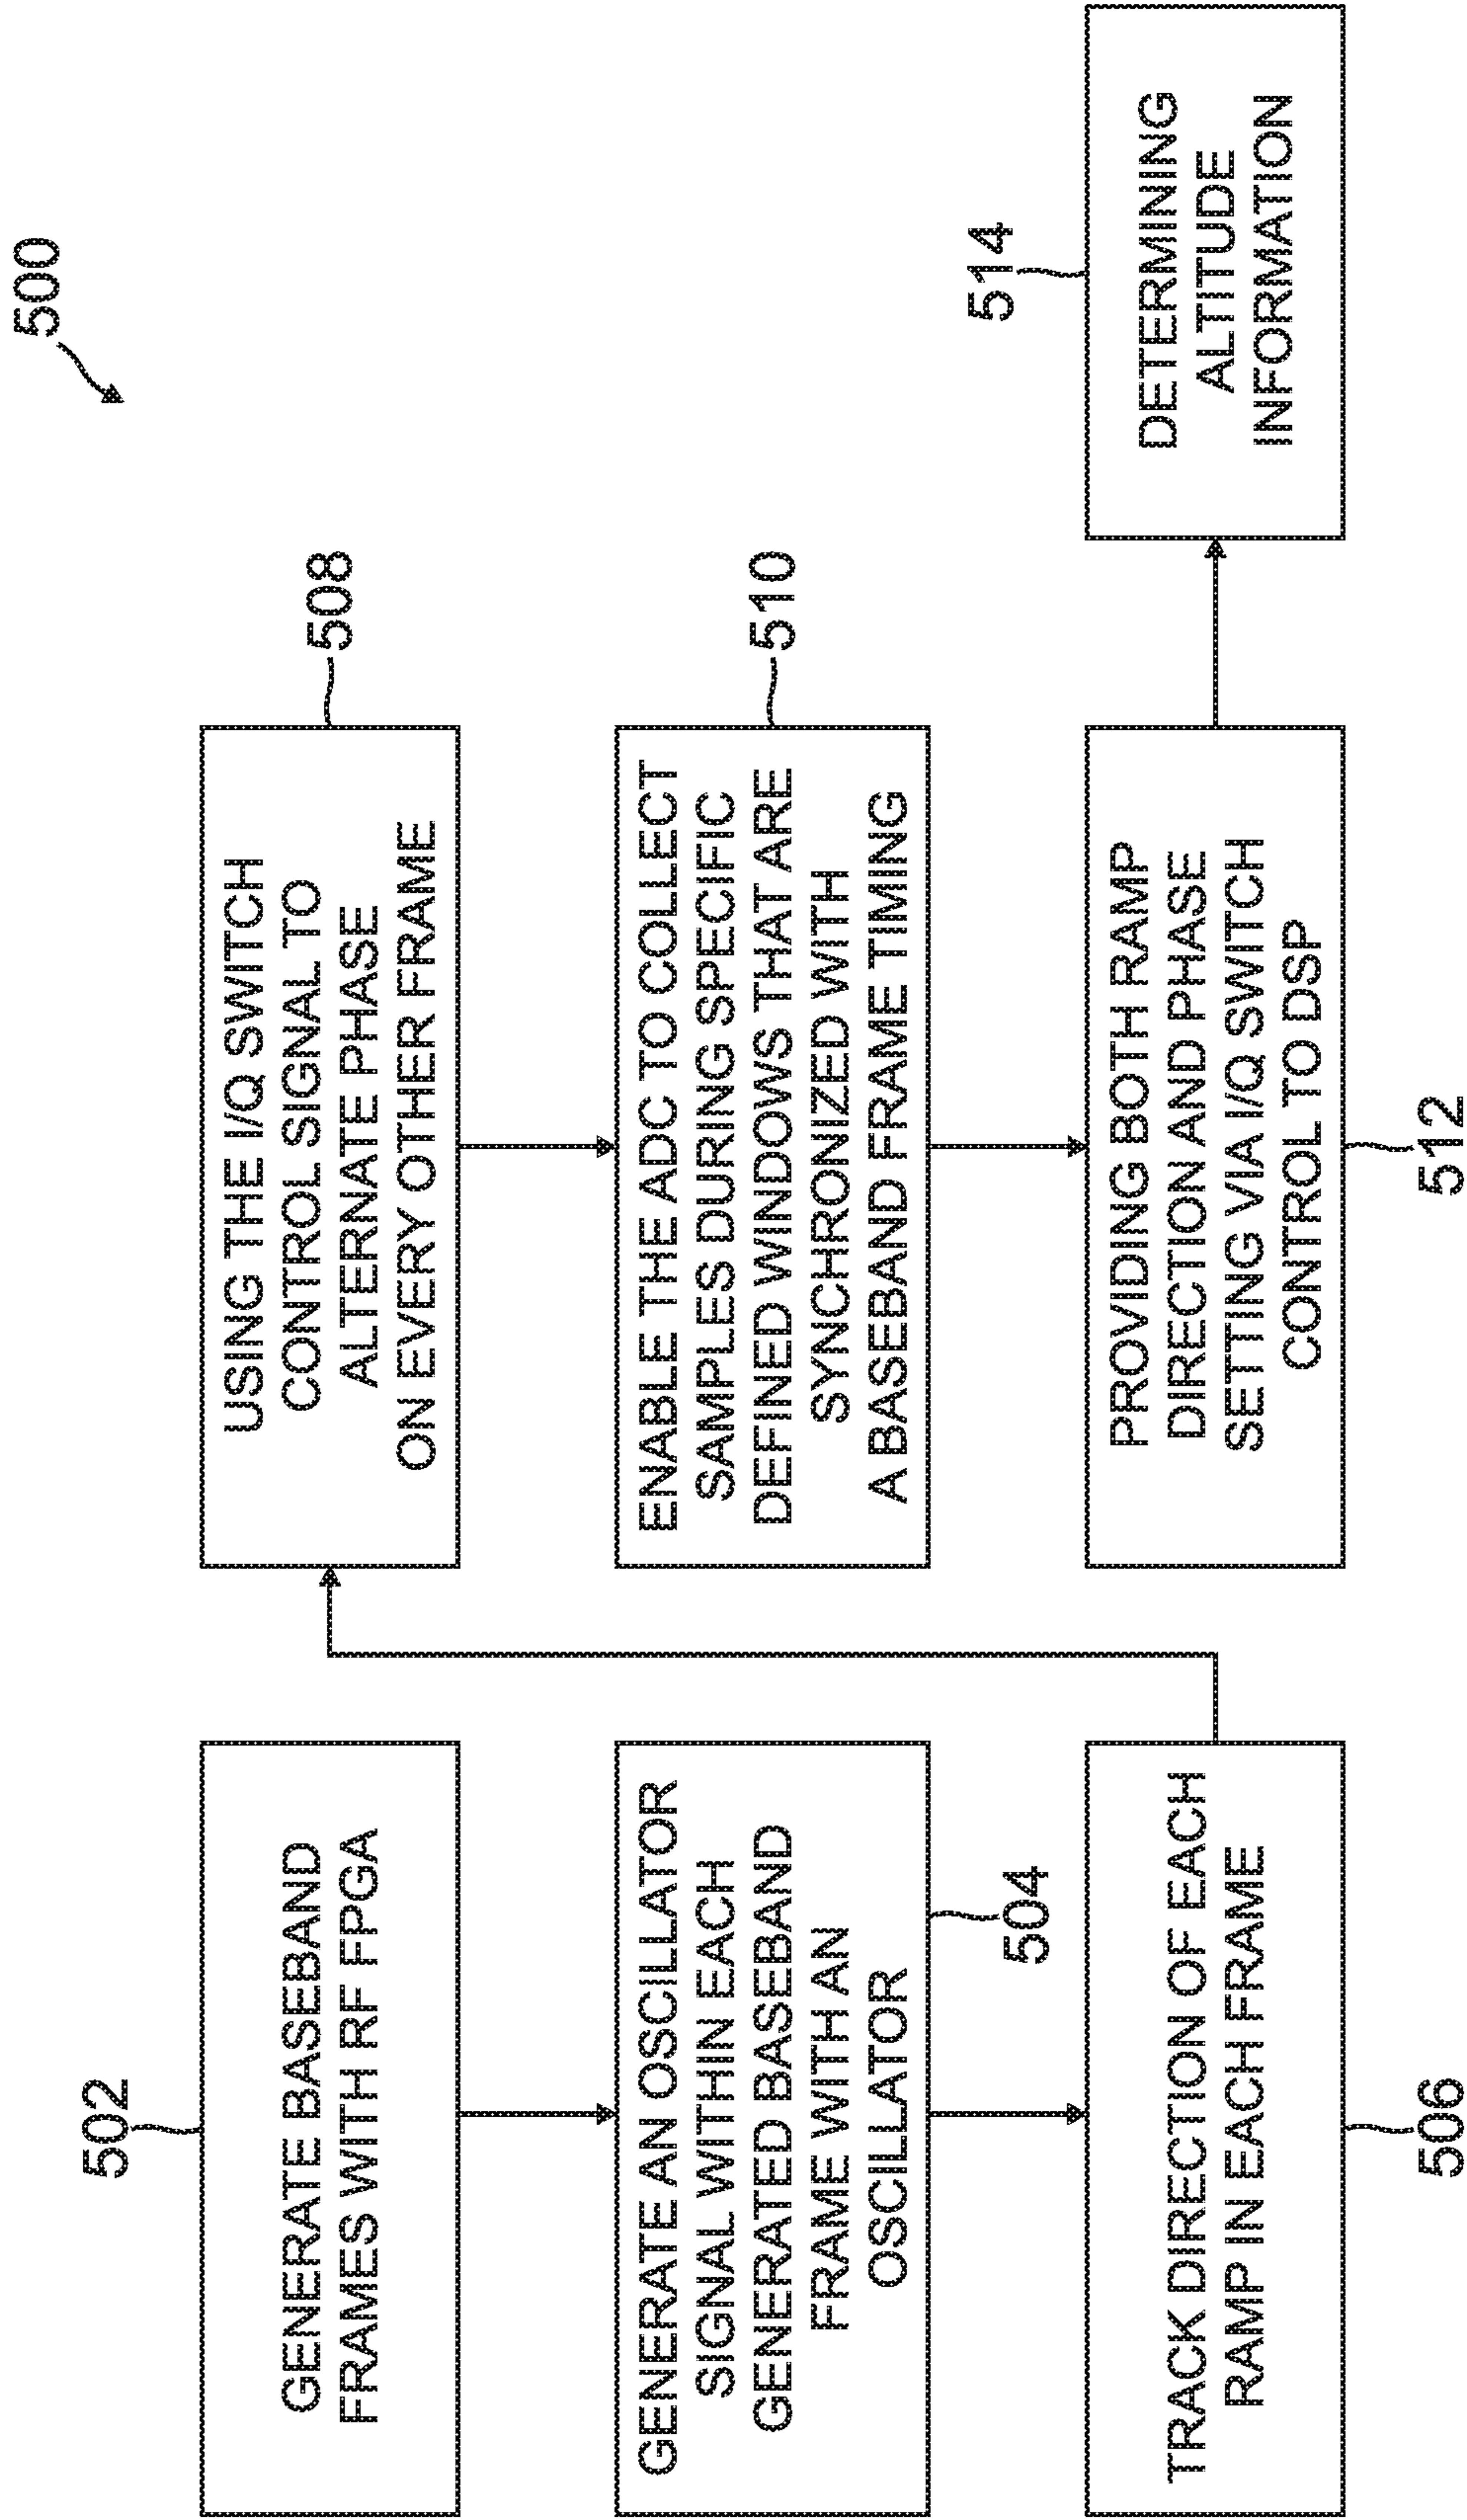 500
502
GENERATE BASEBAND
FRAMES WITH RF FPGA
GENERATE AN OSCILLATOR
SIGNAL WITHIN EACH
GENERATED BASEBAND
FRAME WITH AN
OSCILLATOR
504
TRACK DIRECTION OF EACH
RAMP IN EACH FRAME
506
USING THE I/Q SWITCH
CONTROL SIGNAL TO
ALTERNATE PHASE
ON EVERY OTHER FRAME
508
ENABLE THE ADC TO COLLECT
SAMPLES DURING SPECIFIC
DEFINED WINDOWS THAT ARE
SYNCHRONIZED WITH
A BASEBAND FRAME TIMING
510
PROVIDING BOTH RAMP
DIRECTION AND PHASE
SETTING VIA I/Q SWITCH
CONTROL TO DSP
512
514
DETERMINING
ALTITUDE
INFORMATION